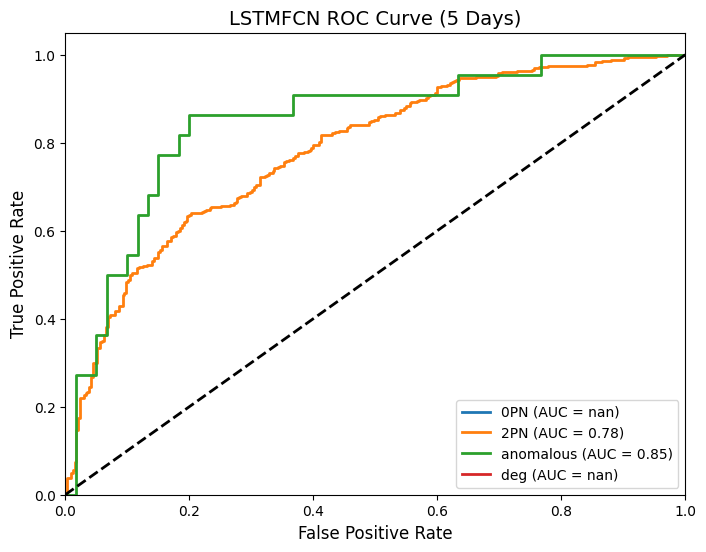 LSTMFCN ROC Curve (5 Days)
True Positive Rate
1.0
0.8
0.6
0.4
0.2
0.0
0PN (AUC = nan)
2PN (AUC = 0.78)
anomalous (AUC = 0.85)
deg (AUC = nan)
0.0 0.2 0.4 0.6 0.8 1.0
False Positive Rate